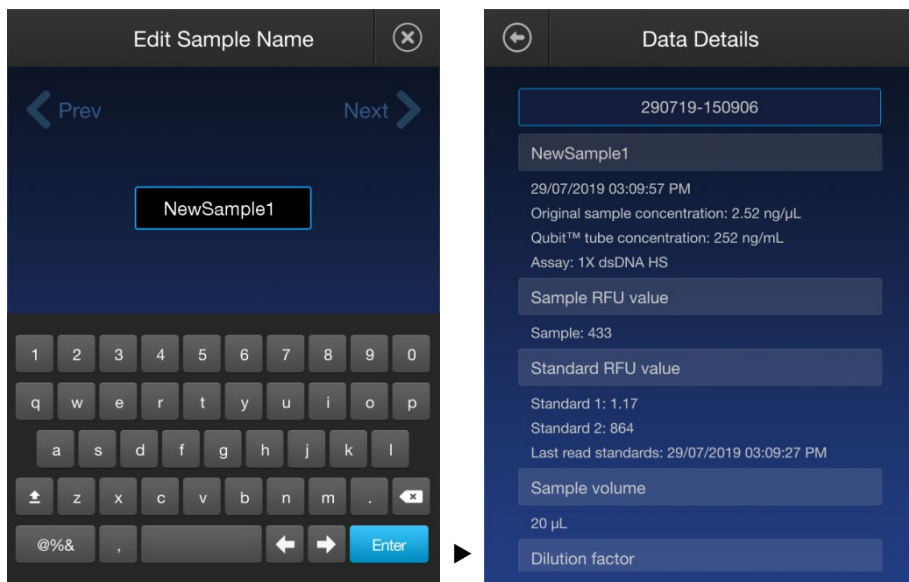 Edit Sample Name
Prev
Next
NewSample1
1 2 3 4 5 6 7 8 9 0
q w e r t y u i o p
a s d f g h j k l
z x c v b n m .
@%& , Enter
Data Details
290719-150906
NewSample1
29/07/2019 03:09:57 PM
Original sample concentration: 2.52 ng/µL
Qubit™ tube concentration: 252 ng/mL
Assay: 1X dsDNA HS
Sample RFU value
Sample: 433
Standard RFU value
Standard 1: 1.17
Standard 2: 864
Last read standards: 29/07/2019 03:09:27 PM
Sample volume
20 µL
Dilution factor